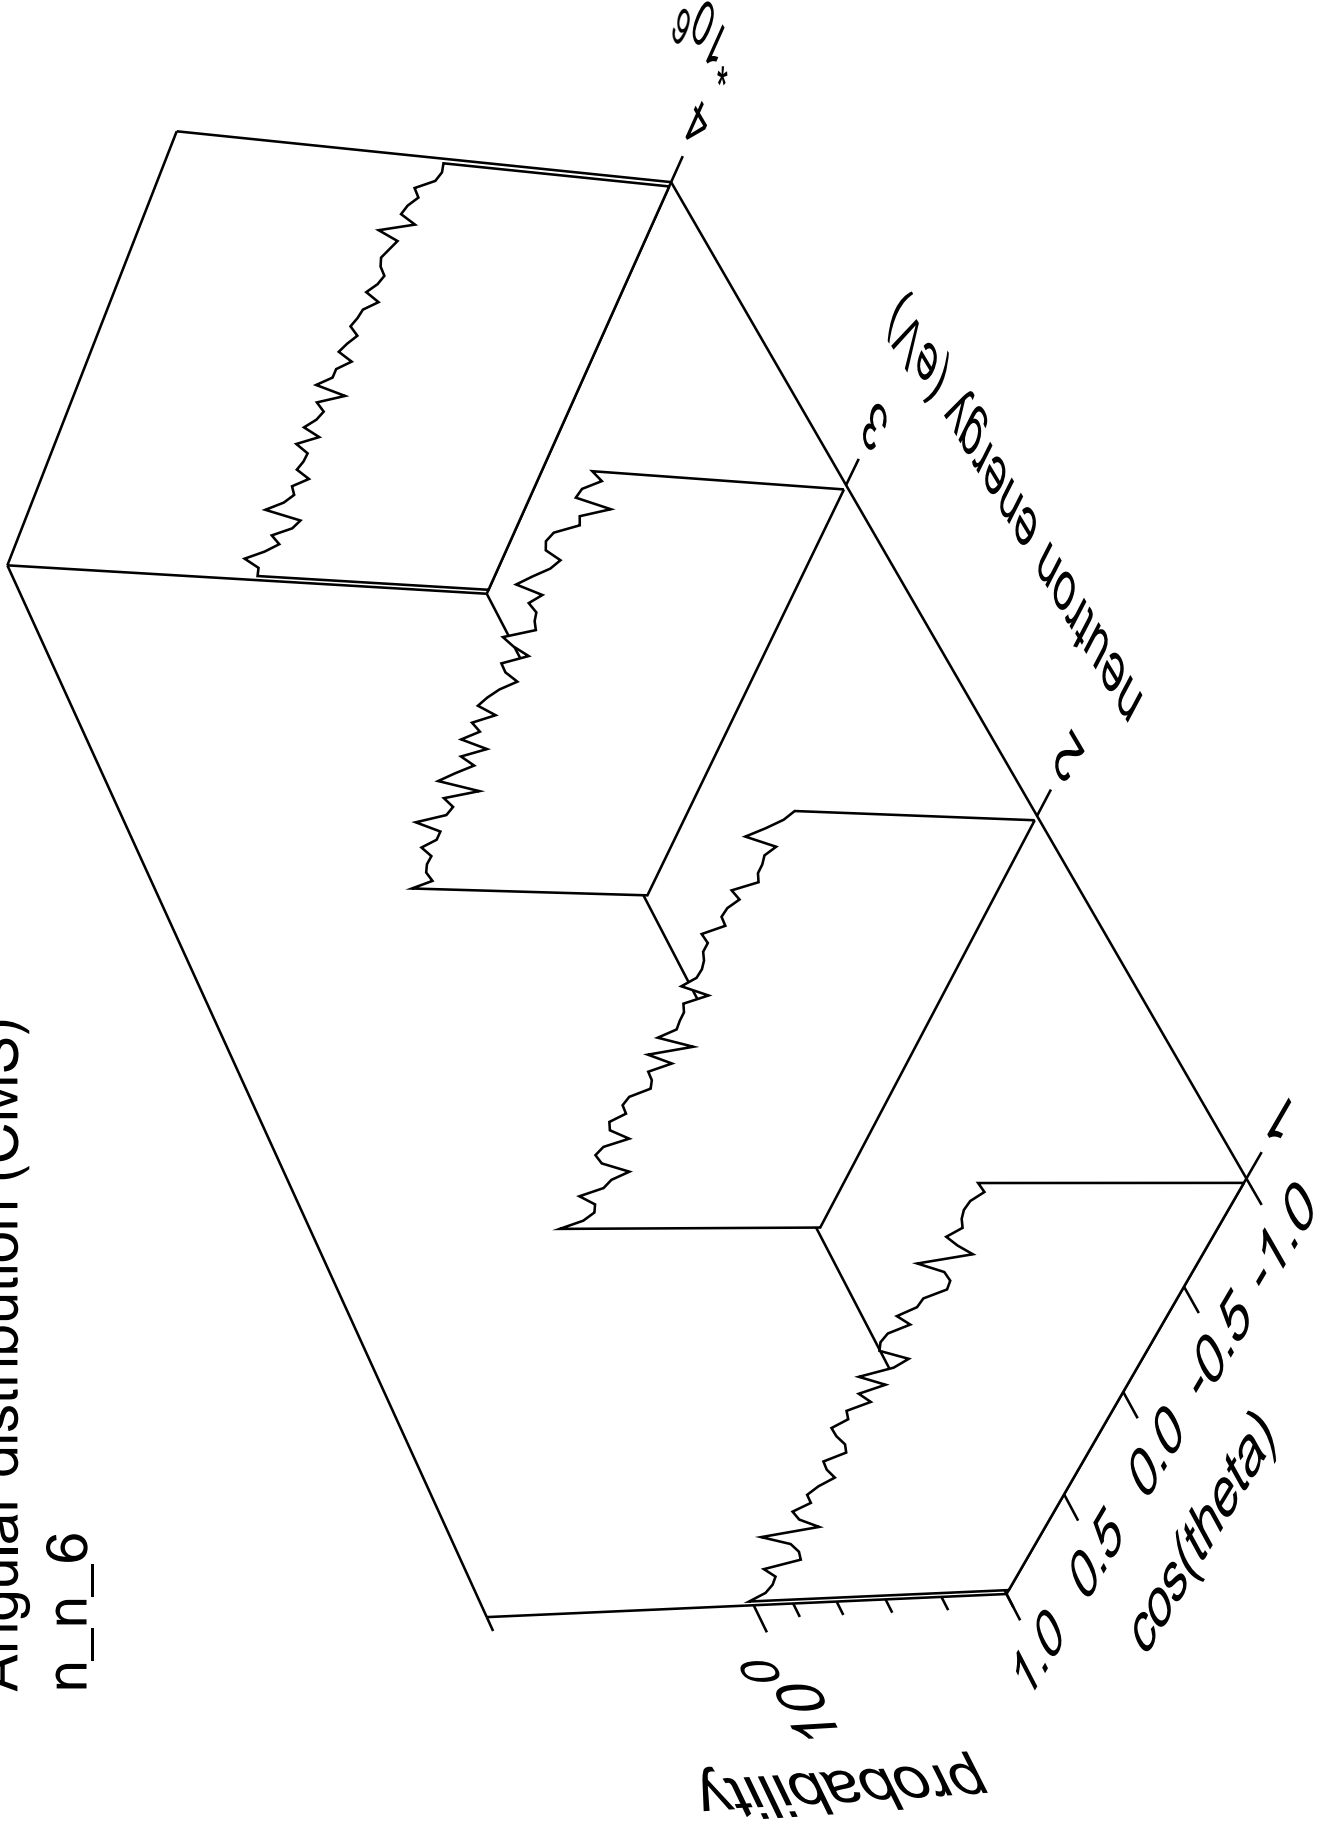 Angular distribution (CMS)
n_n_6
probability
10^0
1.0
0.5
0.0
-0.5
-1.0
cos(theta)
1
2
3
4
*10^6
neutron energy (eV)